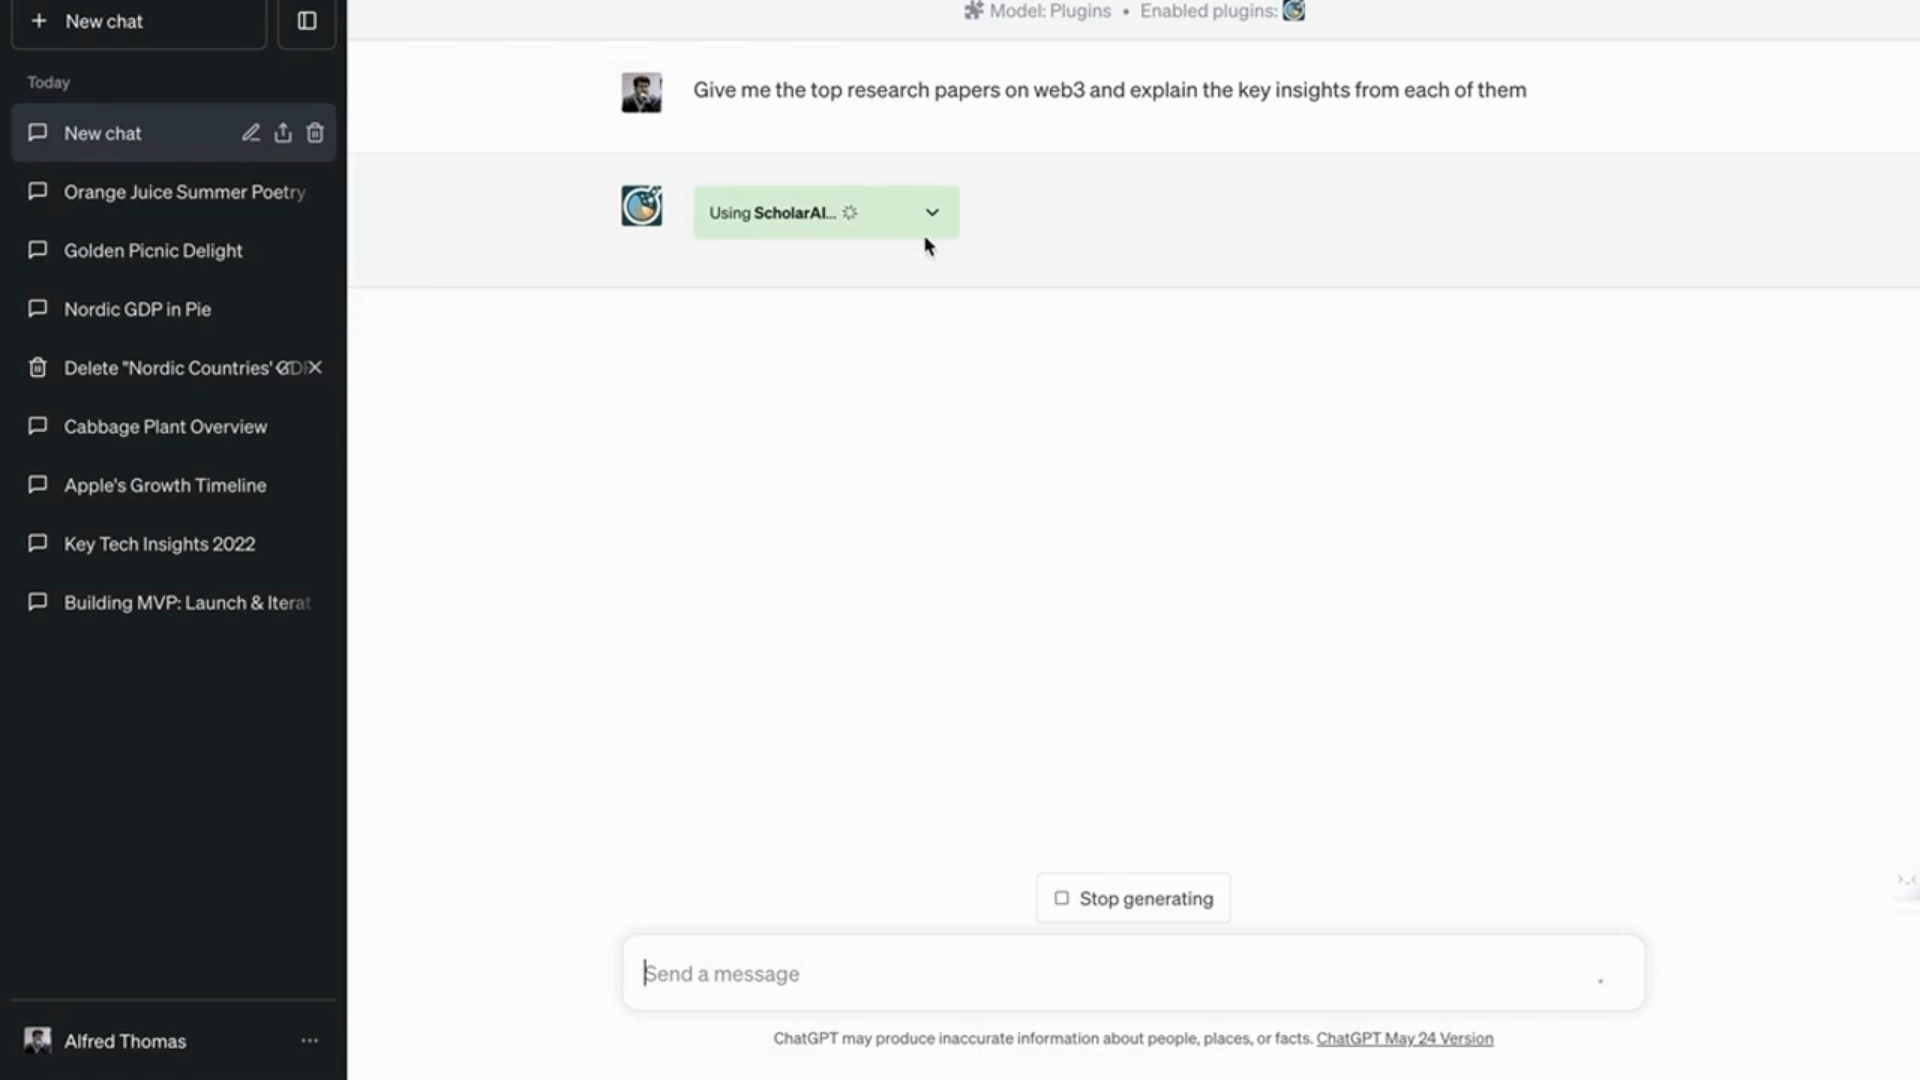 New chat
Today
New chat
Orange Juice Summer Poetry
Golden Picnic Delight
Nordic GDP in Pie
Delete "Nordic Countries'
Cabbage Plant Overview
Apple's Growth Timeline
Key Tech Insights 2022
Building MVP: Launch & Iterat
Alfred Thomas
Model: Plugins • Enabled plugins:
Give me the top research papers on web3 and explain the key insights from each of them
Using ScholarAI...
Stop generating
Send a message
ChatGPT may produce inaccurate information about people, places, or facts. ChatGPT May 24 Version